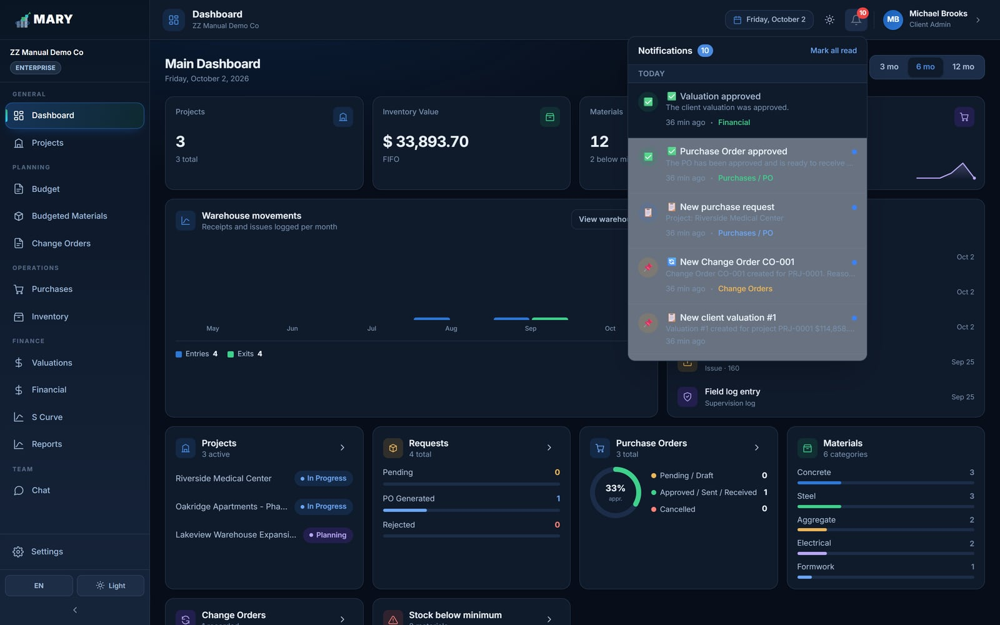 MARY
ZZ Manual Demo Co
ENTERPRISE
GENERAL
Dashboard
Projects
PLANNING
Budget
Budgeted Materials
Change Orders
OPERATIONS
Purchases
Inventory
FINANCE
Valuations
Financial
S Curve
Reports
TEAM
Chat
Settings
EN
Light
Dashboard
ZZ Manual Demo Co
Friday, October 2
10
MB
Michael Brooks
Client Admin
Main Dashboard
Friday, October 2, 2026
3 mo
6 mo
12 mo
Projects
3
3 total
Inventory Value
$ 33,893.70
FIFO
Materials
12
2 below mi
Notifications 10
Mark all read
TODAY
Valuation approved
The client valuation was approved.
36 min ago • Financial
Purchase Order approved
The PO has been approved and is ready to receive ...
36 min ago • Purchases / PO
New purchase request
Project: Riverside Medical Center
36 min ago • Purchases / PO
New Change Order CO-001
Change Order CO-001 created for PRJ-0001. Reaso...
36 min ago • Change Orders
New client valuation #1
Valuation #1 created for project PRJ-0001 $114,858....
36 min ago
Warehouse movements
Receipts and issues logged per month
View warehou
May
Jun
Jul
Aug
Sep
Oct
Entries 4
Exits 4
Oct 2
Oct 2
Oct 2
Issue · 160
Sep 25
Field log entry
Supervision log
Sep 25
Projects
3 active
Riverside Medical Center
In Progress
Oakridge Apartments - Pha...
In Progress
Lakeview Warehouse Expansi...
Planning
Requests
4 total
Pending
0
PO Generated
1
Rejected
0
Purchase Orders
3 total
33%
appr.
Pending / Draft 0
Approved / Sent / Received 1
Cancelled 0
Materials
6 categories
Concrete
3
Steel
3
Aggregate
2
Electrical
2
Formwork
1
Change Orders
Stock below minimum